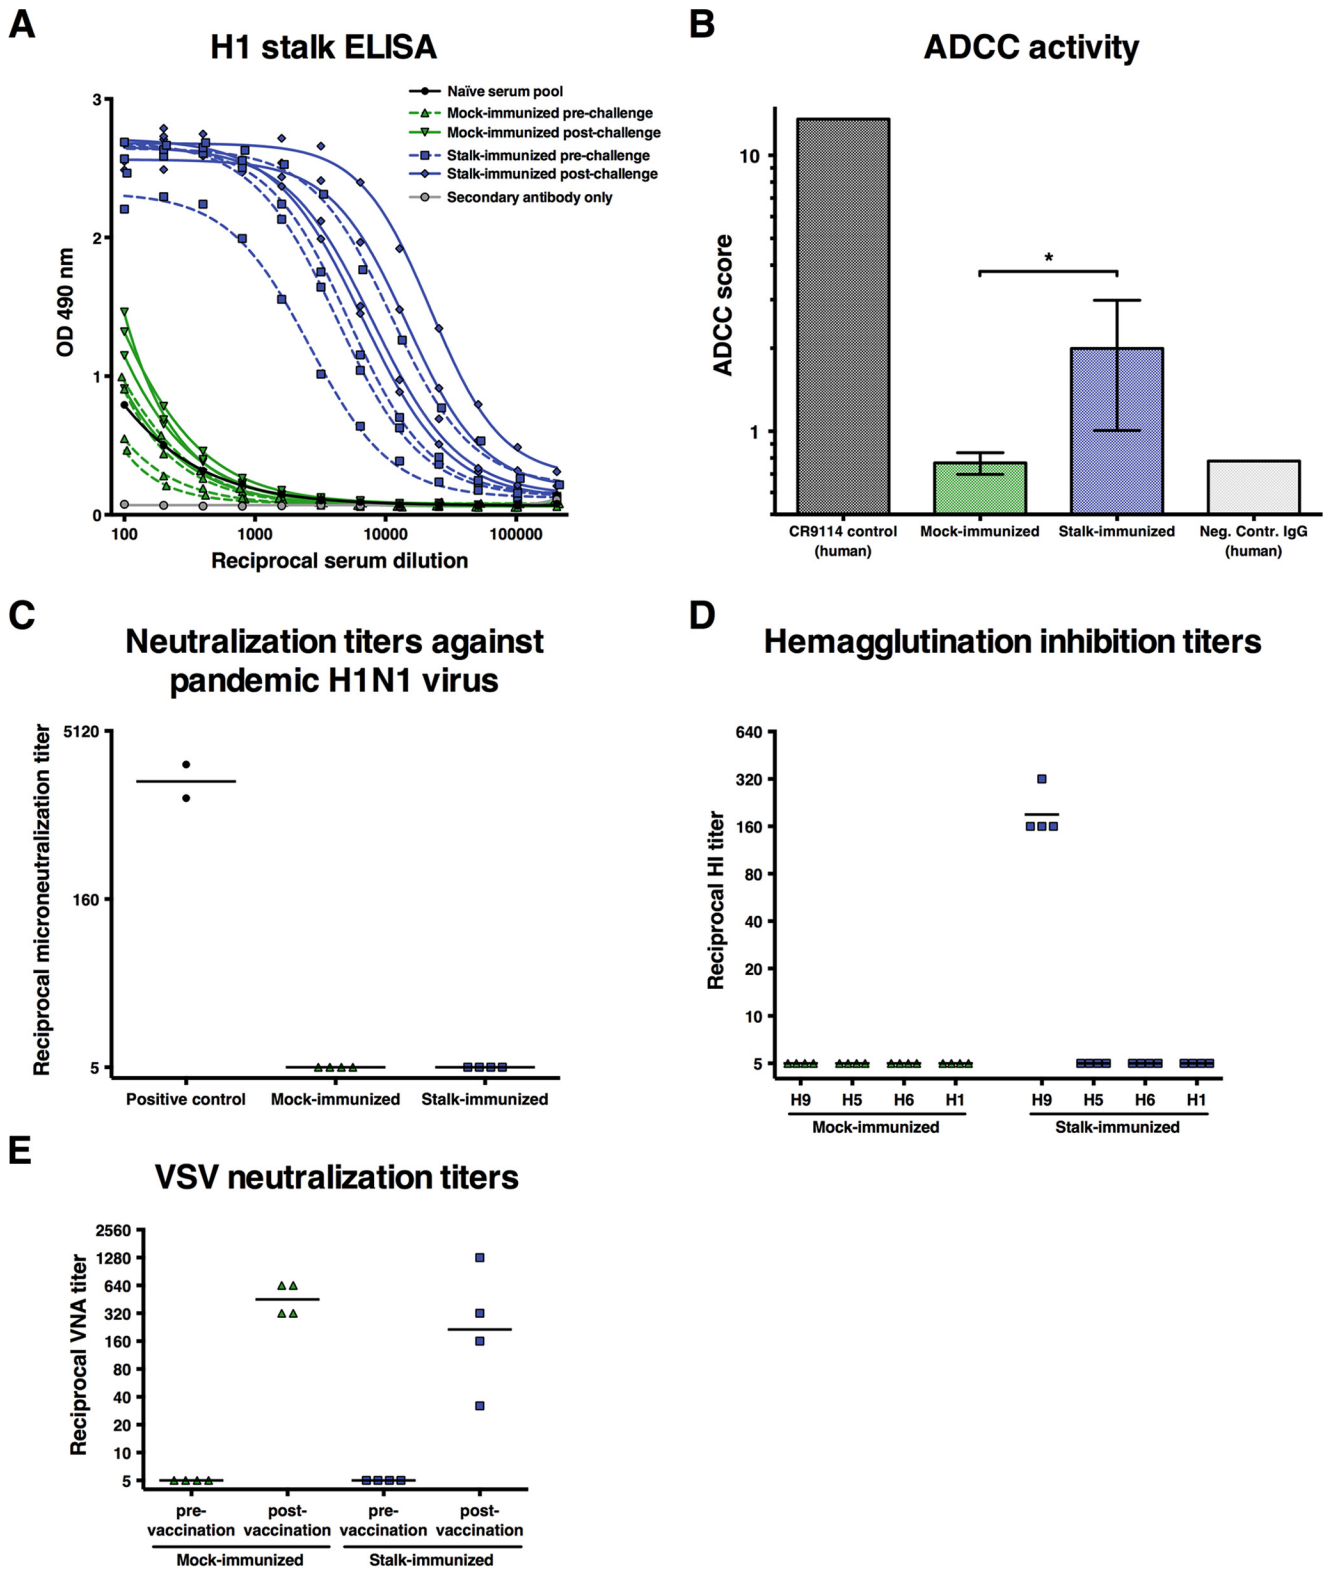 A
H1 stalk ELISA
Naïve serum pool
Mock-immunized pre-challenge
Mock-immunized post-challenge
Stalk-immunized pre-challenge
Stalk-immunized post-challenge
Secondary antibody only
OD 490 nm
3
2
1
0
100 1000 10000 100000
Reciprocal serum dilution
B
ADCC activity
ADCC score
10
1
*
CR9114 control (human)
Mock-immunized
Stalk-immunized
Neg. Contr. IgG (human)
C
Neutralization titers against
pandemic H1N1 virus
Reciprocal microneutralization titer
5120
160
5
Positive control Mock-immunized Stalk-immunized
D
Hemagglutination inhibition titers
Reciprocal HI titer
640
320
160
80
40
20
10
5
H9 H5 H6 H1 H9 H5 H6 H1
Mock-immunized Stalk-immunized
E
VSV neutralization titers
Reciprocal VNA titer
2560
1280
640
320
160
80
40
20
10
5
pre- post- pre- post-
vaccination vaccination vaccination vaccination
Mock-immunized Stalk-immunized